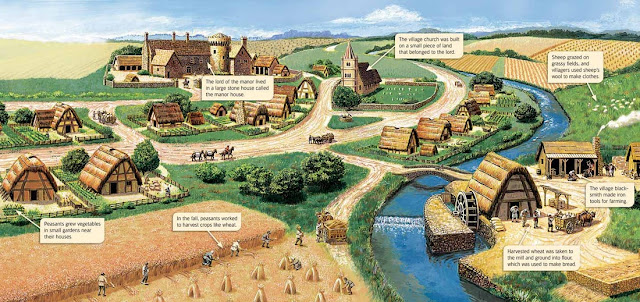 The village church was built
on a small piece of land
that belonged to the lord.
Sheep grazed on
grassy fields, and
villagers used sheep's
wool to make clothes.
The lord of the manor lived
in a large stone house called
the manor house.
The village black-
smith made iron
tools for farming.
Peasants grew vegetables
in small gardens near
their houses.
In the fall, peasants worked
to harvest crops like wheat.
Harvested wheat was taken to
the mill and ground into flour,
which was used to make bread.